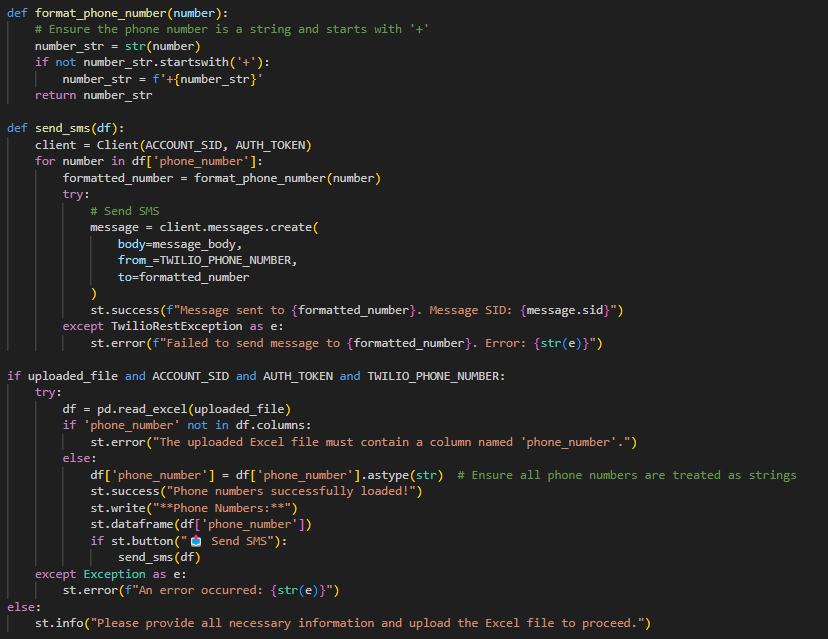 def format_phone_number(number):
    # Ensure the phone number is a string and starts with '+'
    number_str = str(number)
    if not number_str.startswith('+'):
        number_str = f'+{number_str}'
    return number_str

def send_sms(df):
    client = Client(ACCOUNT_SID, AUTH_TOKEN)
    for number in df['phone_number']:
        formatted_number = format_phone_number(number)
        try:
            # Send SMS
            message = client.messages.create(
                body=message_body,
                from_=TWILIO_PHONE_NUMBER,
                to=formatted_number
            )
            st.success(f"Message sent to {formatted_number}. Message SID: {message.sid}")
        except TwilioRestException as e:
            st.error(f"Failed to send message to {formatted_number}. Error: {str(e)}")

if uploaded_file and ACCOUNT_SID and AUTH_TOKEN and TWILIO_PHONE_NUMBER:
    try:
        df = pd.read_excel(uploaded_file)
        if 'phone_number' not in df.columns:
            st.error("The uploaded Excel file must contain a column named 'phone_number'.")
        else:
            df['phone_number'] = df['phone_number'].astype(str)  # Ensure all phone numbers are treated as strings
            st.success("Phone numbers successfully loaded!")
            st.write("**Phone Numbers:**")
            st.dataframe(df['phone_number'])
            if st.button("📤 Send SMS"):
                send_sms(df)
    except Exception as e:
        st.error(f"An error occurred: {str(e)}")
else:
    st.info("Please provide all necessary information and upload the Excel file to proceed.")